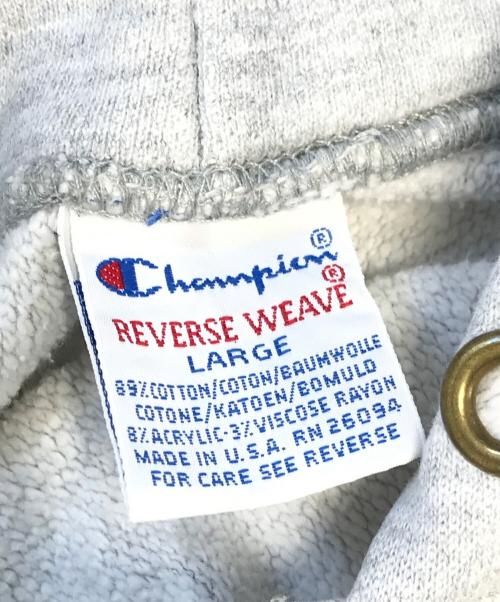 Champion®
REVERSE WEAVE®
LARGE
89%COTTON/COTON/BAUMWOLLE
COTONE/KATOEN/BOMULD
8%ACRYLIC-3%VISCOSE RAYON
MADE IN U.S.A. RN 26094
FOR CARE SEE REVERSE